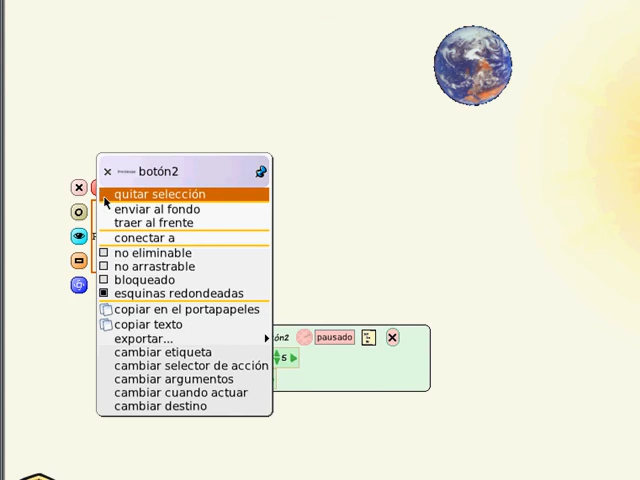 botón2
quitar selección
enviar al fondo
traer al frente
conectar a
no eliminable
no arrastrable
bloqueado
esquinas redondeadas
copiar en el portapapeles
copiar texto
exportar...
cambiar etiqueta
cambiar selector de acción
cambiar argumentos
cambiar cuando actuar
cambiar destino
ón2 pausado
5